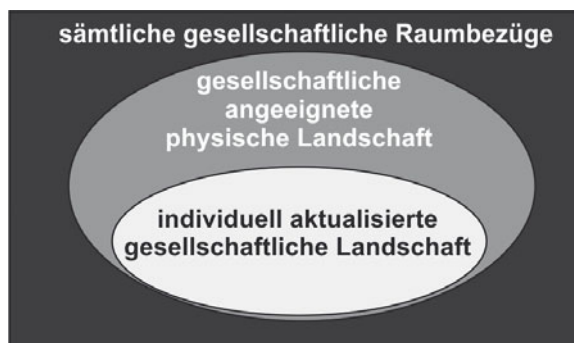 sämtliche gesellschaftliche Raumbezüge
gesellschaftliche
angeeignete
physische Landschaft
individuell aktualisierte
gesellschaftliche Landschaft